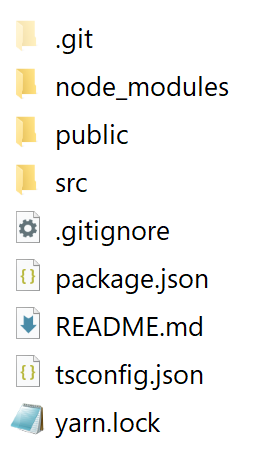 .git
node_modules
public
src
.gitignore
package.json
README.md
tsconfig.json
yarn.lock